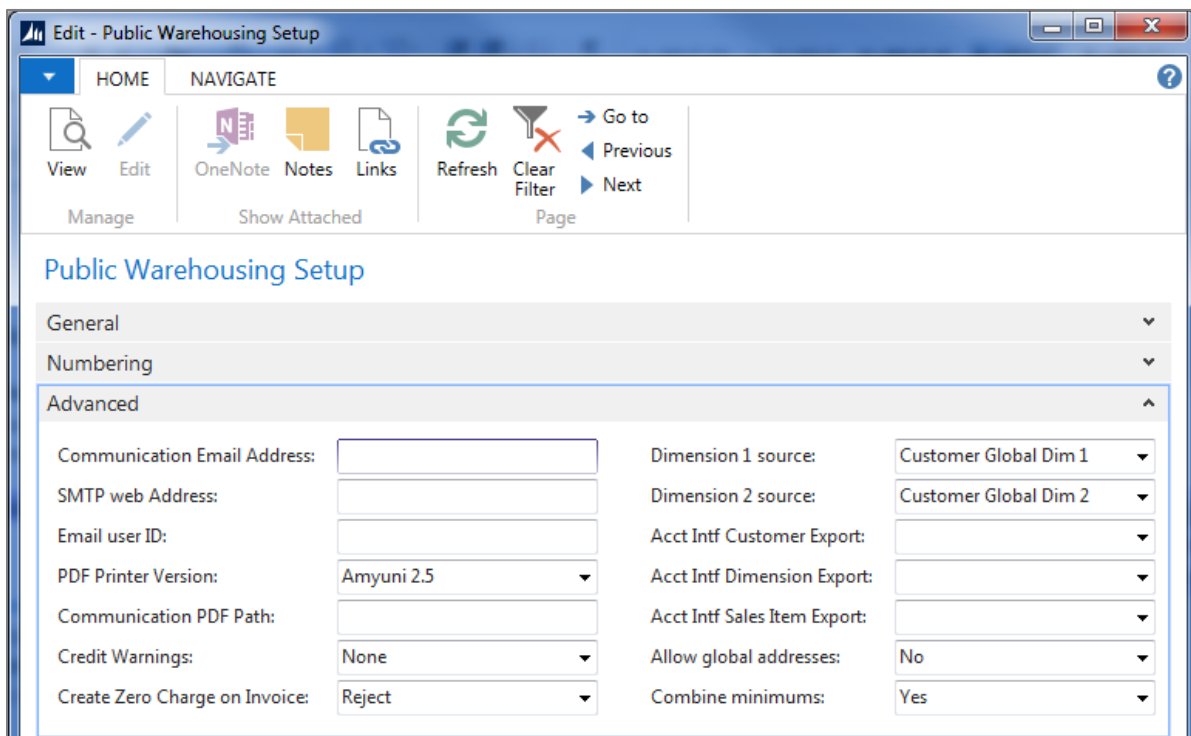 Edit - Public Warehousing Setup
HOME NAVIGATE
View Edit OneNote Notes Links Refresh Clear Filter Go to
Previous
Next
Manage Show Attached Page
Public Warehousing Setup
General
Numbering
Advanced
Communication Email Address: Dimension 1 source: Customer Global Dim 1
SMTP web Address: Dimension 2 source: Customer Global Dim 2
Email user ID: Acct Intf Customer Export:
PDF Printer Version: Amyuni 2.5 Acct Intf Dimension Export:
Communication PDF Path: Acct Intf Sales Item Export:
Credit Warnings: None Allow global addresses: No
Create Zero Charge on Invoice: Reject Combine minimums: Yes